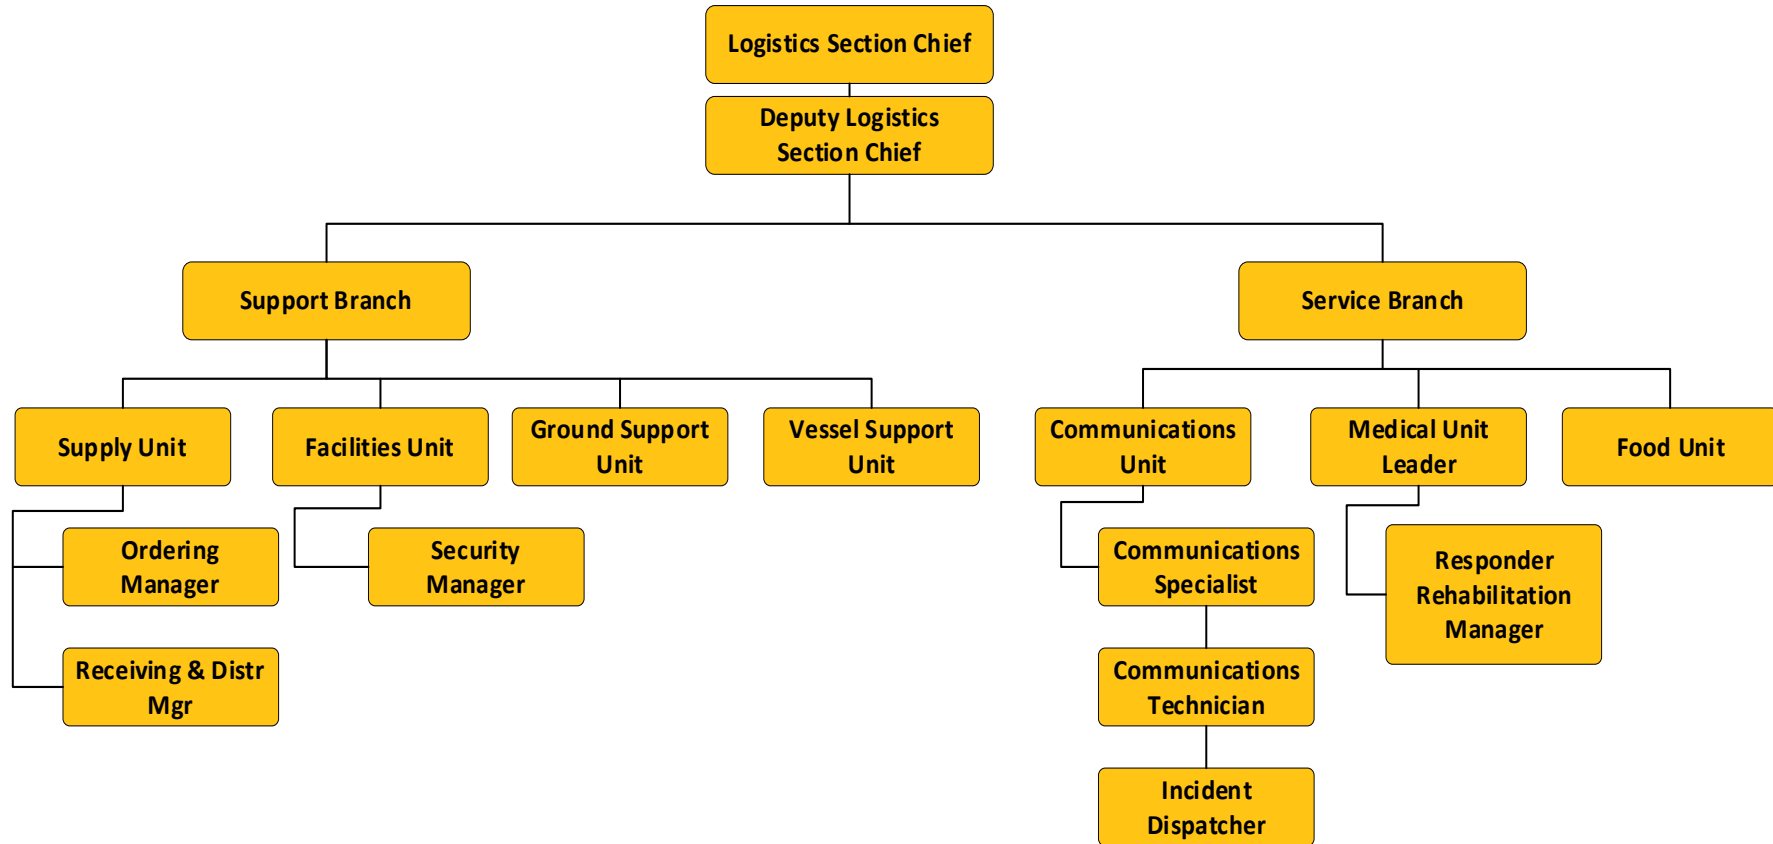 Logistics Section Chief
Deputy Logistics
Section Chief
Support Branch
Service Branch
Supply Unit
Facilities Unit
Ground Support
Unit
Vessel Support
Unit
Communications
Unit
Medical Unit
Leader
Food Unit
Ordering
Manager
Security
Manager
Communications
Specialist
Responder
Rehabilitation
Manager
Receiving & Distr
Mgr
Communications
Technician
Incident
Dispatcher